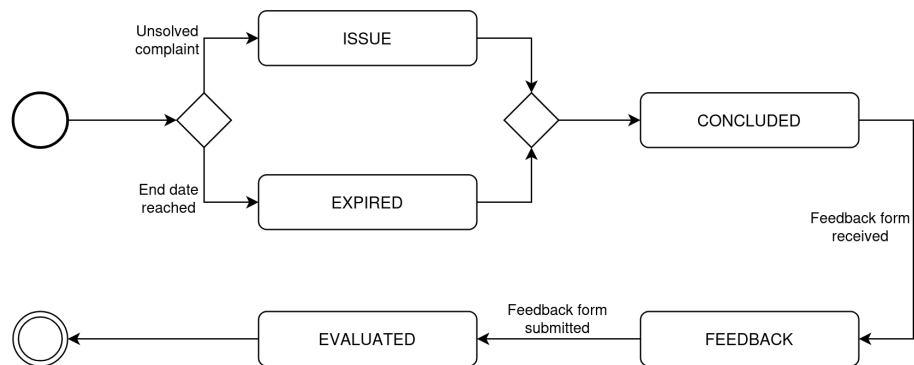 Unsolved
complaint
ISSUE
CONCLUDED
End date
reached
EXPIRED
Feedback form
received
EVALUATED
Feedback form
submitted
FEEDBACK